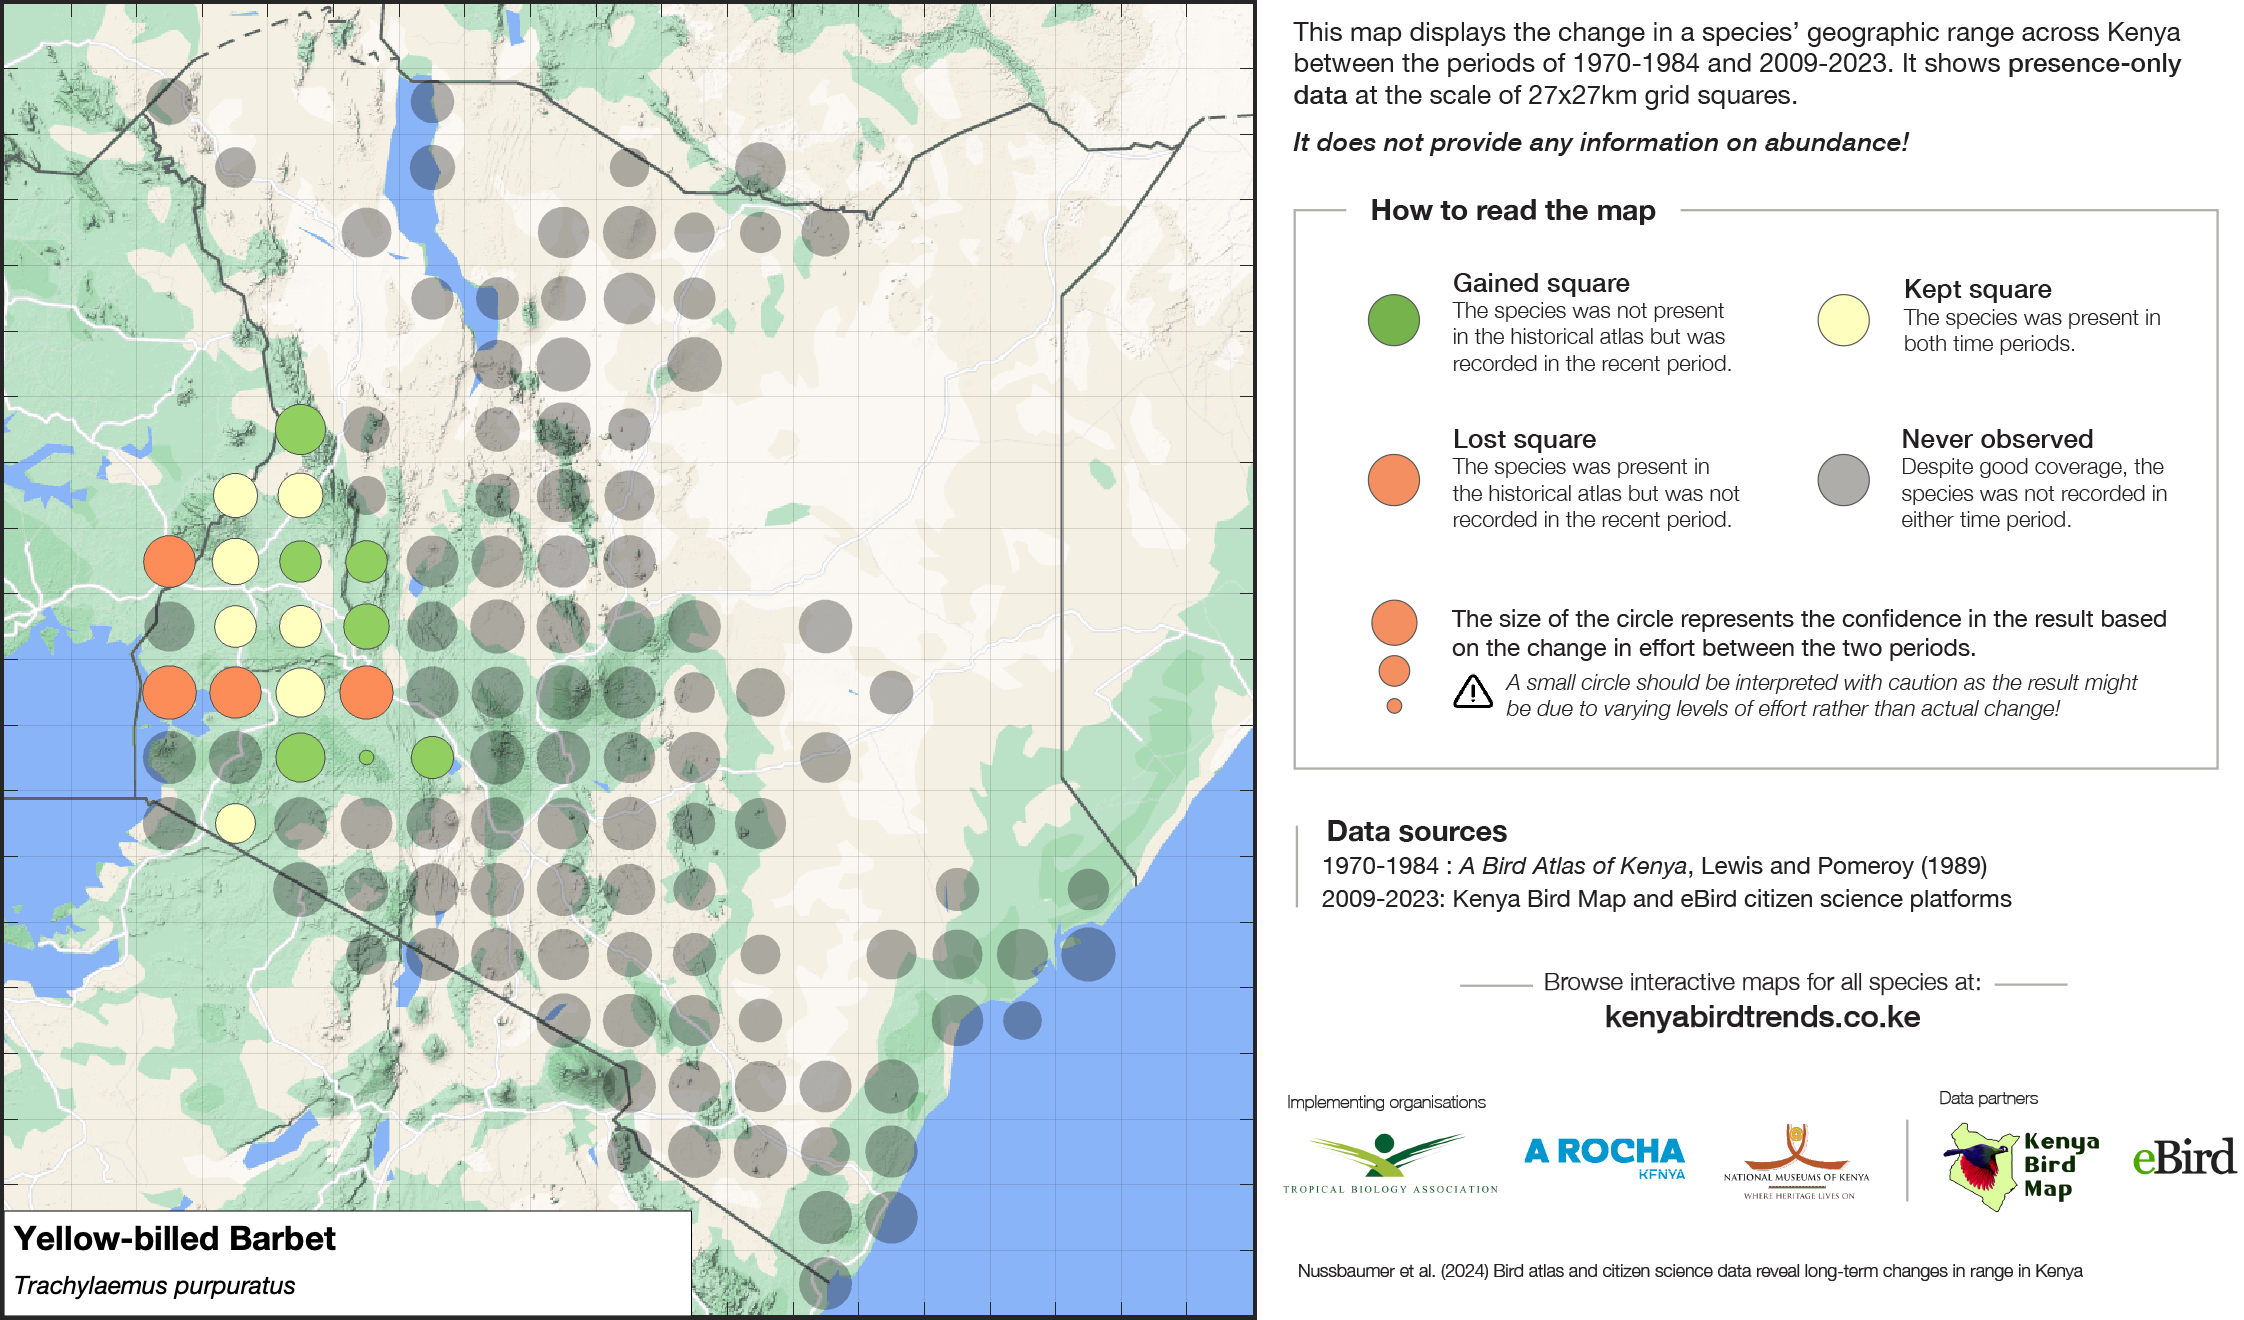 This map displays the change in a species’ geographic range across Kenya
between the periods of 1970-1984 and 2009-2023. It shows presence-only
data at the scale of 27x27km grid squares.
It does not provide any information on abundance!
How to read the map
Gained square
The species was not present
in the historical atlas but was
recorded in the recent period.
Kept square
The species was present in
both time periods.
Lost square
The species was present in
the historical atlas but was not
recorded in the recent period.
Never observed
Despite good coverage, the
species was not recorded in
either time period.
The size of the circle represents the confidence in the result based
on the change in effort between the two periods.
A small circle should be interpreted with caution as the result might
be due to varying levels of effort rather than actual change!
Data sources
1970-1984 : A Bird Atlas of Kenya, Lewis and Pomeroy (1989)
2009-2023: Kenya Bird Map and eBird citizen science platforms
Browse interactive maps for all species at:
kenyabirdtrends.co.ke
Implementing organisations
Data partners
TROPICAL BIOLOGY ASSOCIATION
A ROCHA
KENYA
NATIONAL MUSEUMS OF KENYA
WHERE HERITAGE LIVES ON
Kenya
Bird
Map
eBird
Yellow-billed Barbet
Trachylaemus purpuratus
Nussbaumer et al. (2024) Bird atlas and citizen science data reveal long-term changes in range in Kenya